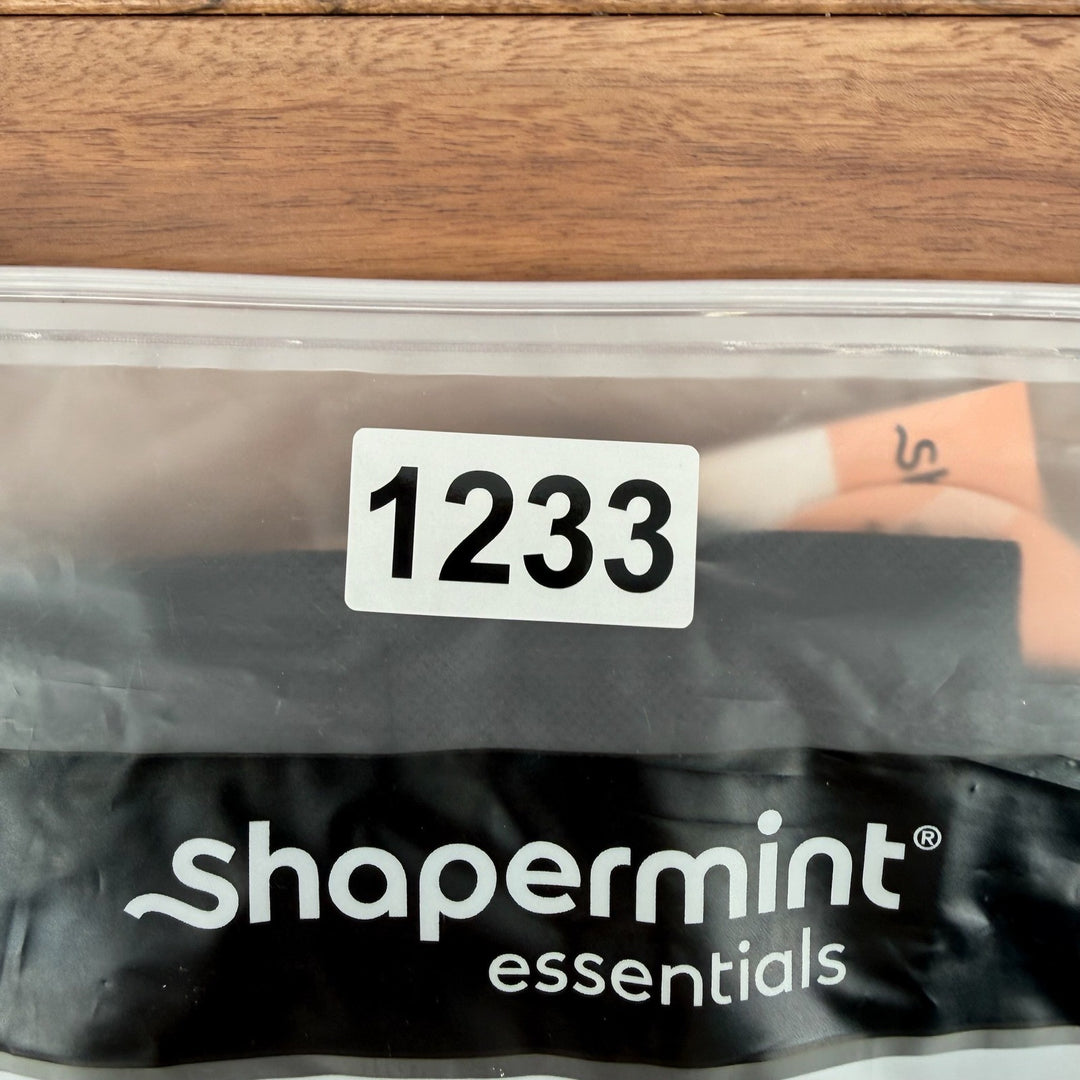 1233
shapermint®
essentials